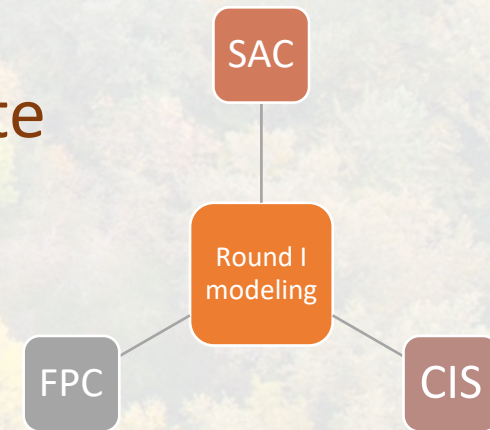 SAC
te
Round I
modeling
FPC
CIS